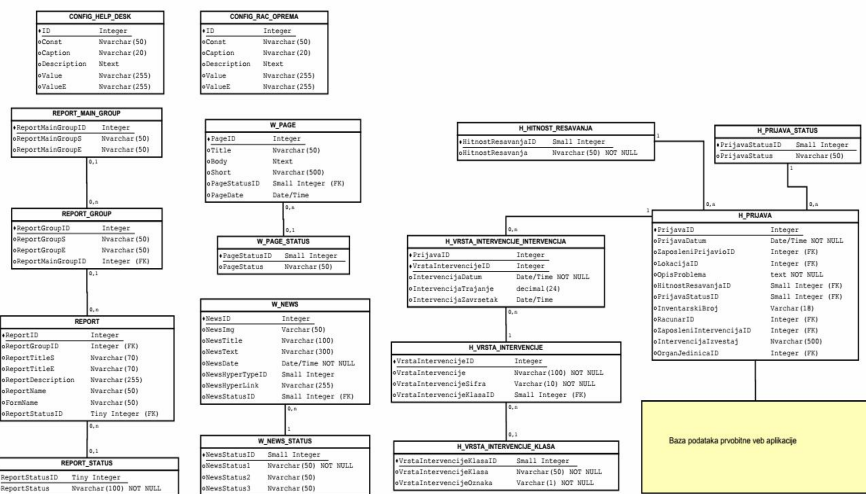 CONFIG_HELP_DESK
ID Integer
Const Nvarchar(50)
Caption Nvarchar(20)
Description Ntext
Value Nvarchar(255)
ValueE Nvarchar(255)
CONFIG_RAC_OPREMA
ID Integer
Const Nvarchar(50)
Caption Nvarchar(20)
Description Ntext
Value Nvarchar(255)
ValueE Nvarchar(255)
REPORT_MAIN_GROUP
ReportMainGroupID Integer
ReportMainGroupS Nvarchar(50)
ReportMainGroupE Nvarchar(50)
0,1
0,n
REPORT_GROUP
ReportGroupID Integer
ReportGroupS Nvarchar(50)
ReportGroupE Nvarchar(50)
ReportMainGroupID Integer (FK)
0,1
0,n
REPORT
ReportID Integer
ReportGroupID Integer (FK)
ReportTitleS Nvarchar(70)
ReportTitleE Nvarchar(70)
ReportDescription Varchar(255)
ReportName Nvarchar(50)
FormName Nvarchar(50)
ReportStatusID Tiny Integer (FK)
0,n
0,1
REPORT_STATUS
ReportStatusID Tiny Integer
ReportStatus Nvarchar(100) NOT NULL
W_PAGE
PageID Integer
Title Nvarchar(50)
Body Ntext
Short Nvarchar(500)
PageStatusID Small Integer (FK)
PageDate Date/Time
0,n
0,1
W_PAGE_STATUS
PageStatusID Small Integer
PageStatus Nvarchar(50)
W_NEWS
NewsID Integer
NewsImg Varchar(50)
NewsTitle Nvarchar(100)
NewsText Nvarchar(300)
NewsDate Date/Time NOT NULL
NewsHyperTypeID Small Integer
NewsHyperLink Nvarchar(255)
NewsStatusID Small Integer (FK)
0,n
1
W_NEWS_STATUS
NewsStatusID Small Integer
NewsStatus1 Nvarchar(50) NOT NULL
NewsStatus2 Nvarchar(50)
NewsStatus3 Nvarchar(50)
H_HITNOST_RESAVANJA
HitnostResavanjaID Small Integer
HitnostResavanja Nvarchar(50) NOT NULL
1
0,n
H_PRIJAVA_STATUS
PrijavaStatusID Small Integer
PrijavaStatus Nvarchar(50)
1
0,n
H_PRIJAVA
PrijavaID Integer
PrijavaDatum Date/Time NOT NULL
ZaposleniPrijavioID Integer (FK)
LokacijaID Integer (FK)
OpisProblema text NOT NULL
HitnostResavanjaID Small Integer (FK)
PrijavaStatusID Small Integer (FK)
InventarskiBroj Varchar(18)
RacunarID Integer (FK)
ZaposleniIntervencijaID Integer (FK)
IntervencijaIzvestaj Nvarchar(500)
OrganJedinicaID Integer (FK)
1
0,n
H_VRSTA_INTERVENCIJE_INTERVENCIJA
PrijavaID Integer
VrstaIntervencijeID Integer
IntervencijaDatum Date/Time NOT NULL
IntervencijaTrajanje decimal(24)
IntervencijaZavrzetak Date/Time
0,n
1
H_VRSTA_INTERVENCIJE
VrstaIntervencijeID Integer
VrstaIntervencije Nvarchar(100) NOT NULL
VrstaIntervencijeSifra Varchar(10) NOT NULL
VrstaIntervencijeKlasaID Small Integer (FK)
0,n
0,1
H_VRSTA_INTERVENCIJE_KLASA
VrstaIntervencijeKlasaID Small Integer
VrstaIntervencijeKlasa Nvarchar(50) NOT NULL
VrstaIntervencijeOznaka Varchar(1) NOT NULL
Baza podataka prvobitne veb aplikacije